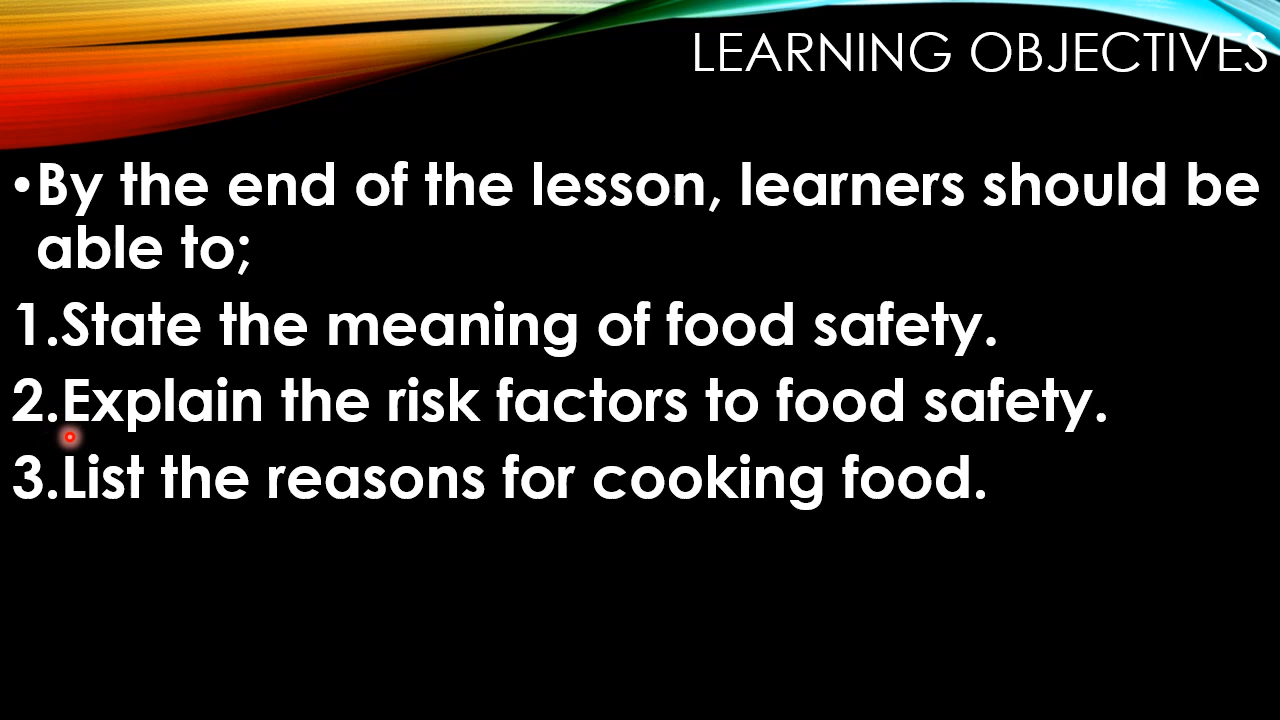 LEARNING OBJECTIVES
•By the end of the lesson, learners should be
able to;
1.State the meaning of food safety.
2.Explain the risk factors to food safety.
3.List the reasons for cooking food.